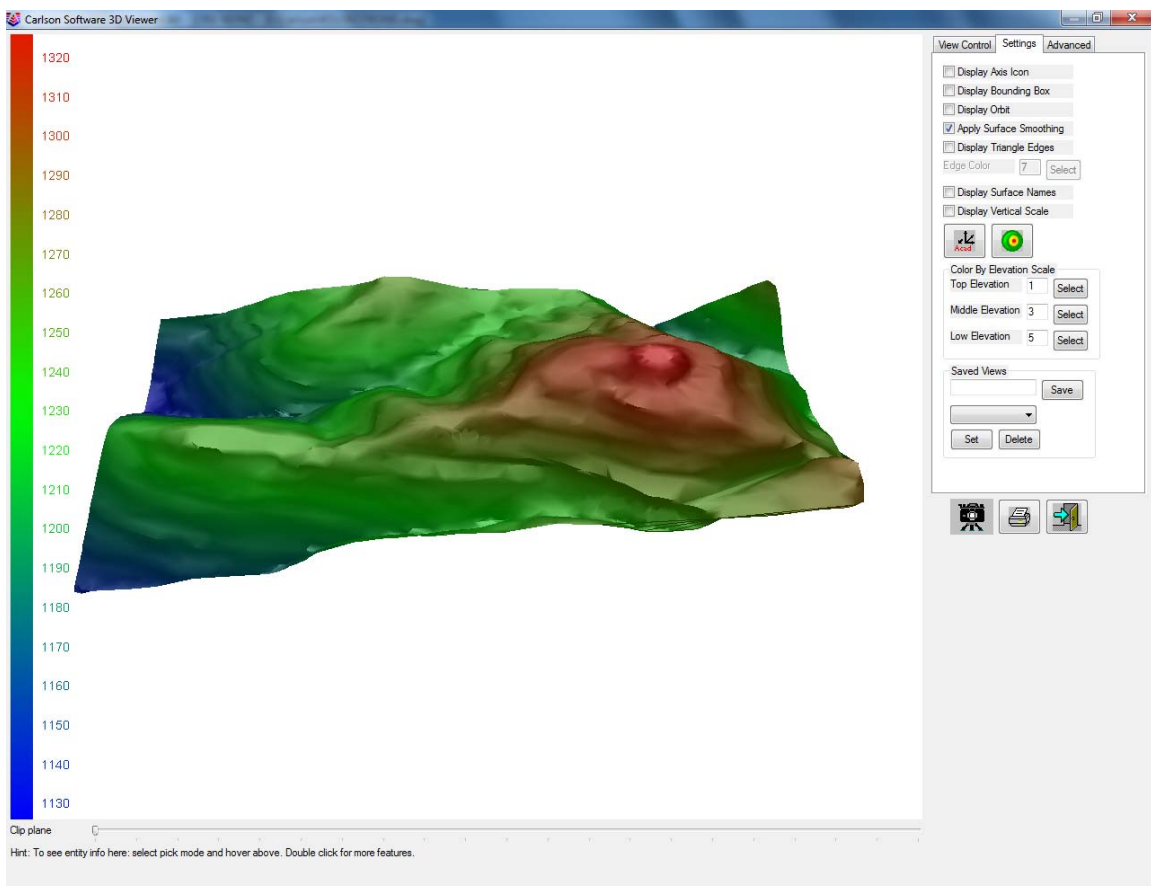 Carlson Software 3D Viewer
1320
1310
1300
1290
1280
1270
1260
1250
1240
1230
1220
1210
1200
1190
1180
1170
1160
1150
1140
1130
Clip plane
Hint: To see entity info here: select pick mode and hover above. Double click for more features.
View Control Settings Advanced
Display Axis Icon
Display Bounding Box
Display Orbit
Apply Surface Smoothing
Display Triangle Edges
Edge Color 7 Select
Display Surface Names
Display Vertical Scale
Acad
Color By Elevation Scale
Top Elevation 1 Select
Middle Elevation 3 Select
Low Elevation 5 Select
Saved Views
Save
Set Delete